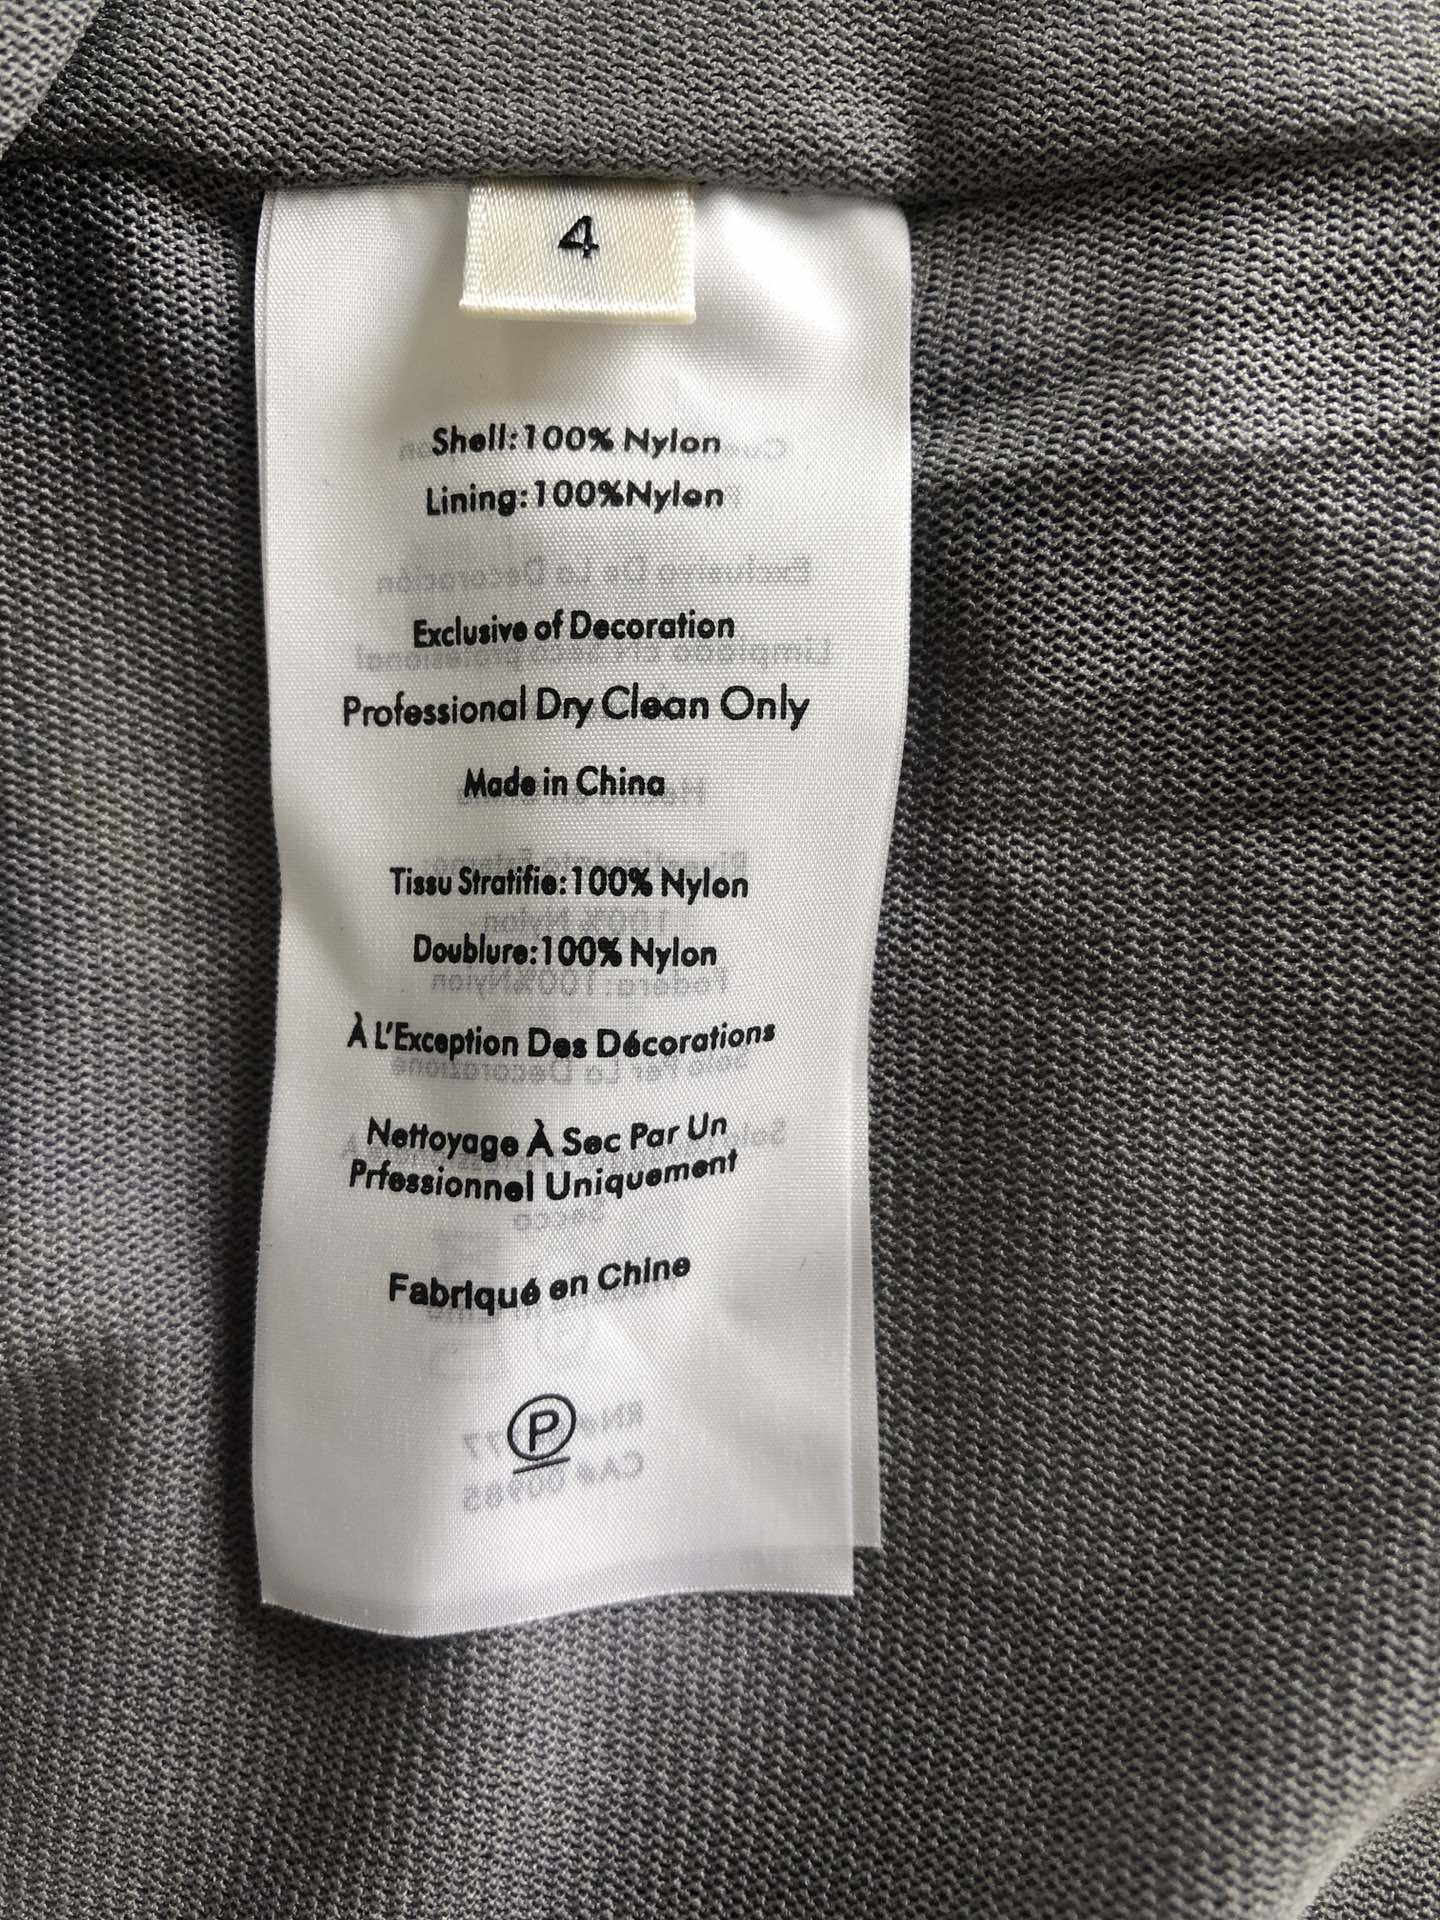 4
Shell:100% Nylon
Lining:100%Nylon
Exclusive of Decoration
Professional Dry Clean Only
Made in China
Tissu Stratifie:100% Nylon
Doublure:100% Nylon
À L'Exception Des Décorations
Nettoyage À Sec Par Un
Prfessionnel Uniquement
Fabriqué en Chine
P